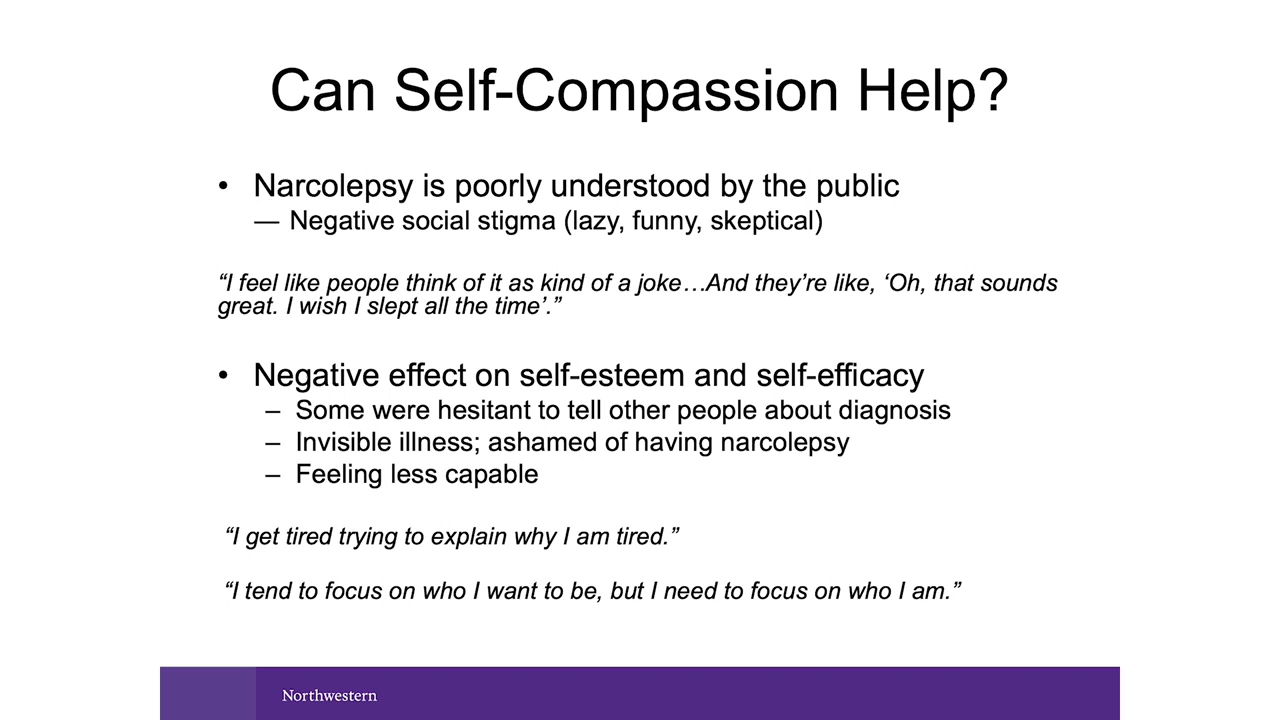 Can Self-Compassion Help?
• Narcolepsy is poorly understood by the public
— Negative social stigma (lazy, funny, skeptical)
“I feel like people think of it as kind of a joke…And they’re like, ‘Oh, that sounds
great. I wish I slept all the time’.”
• Negative effect on self-esteem and self-efficacy
– Some were hesitant to tell other people about diagnosis
– Invisible illness; ashamed of having narcolepsy
– Feeling less capable
“I get tired trying to explain why I am tired.”
“I tend to focus on who I want to be, but I need to focus on who I am.”
Northwestern